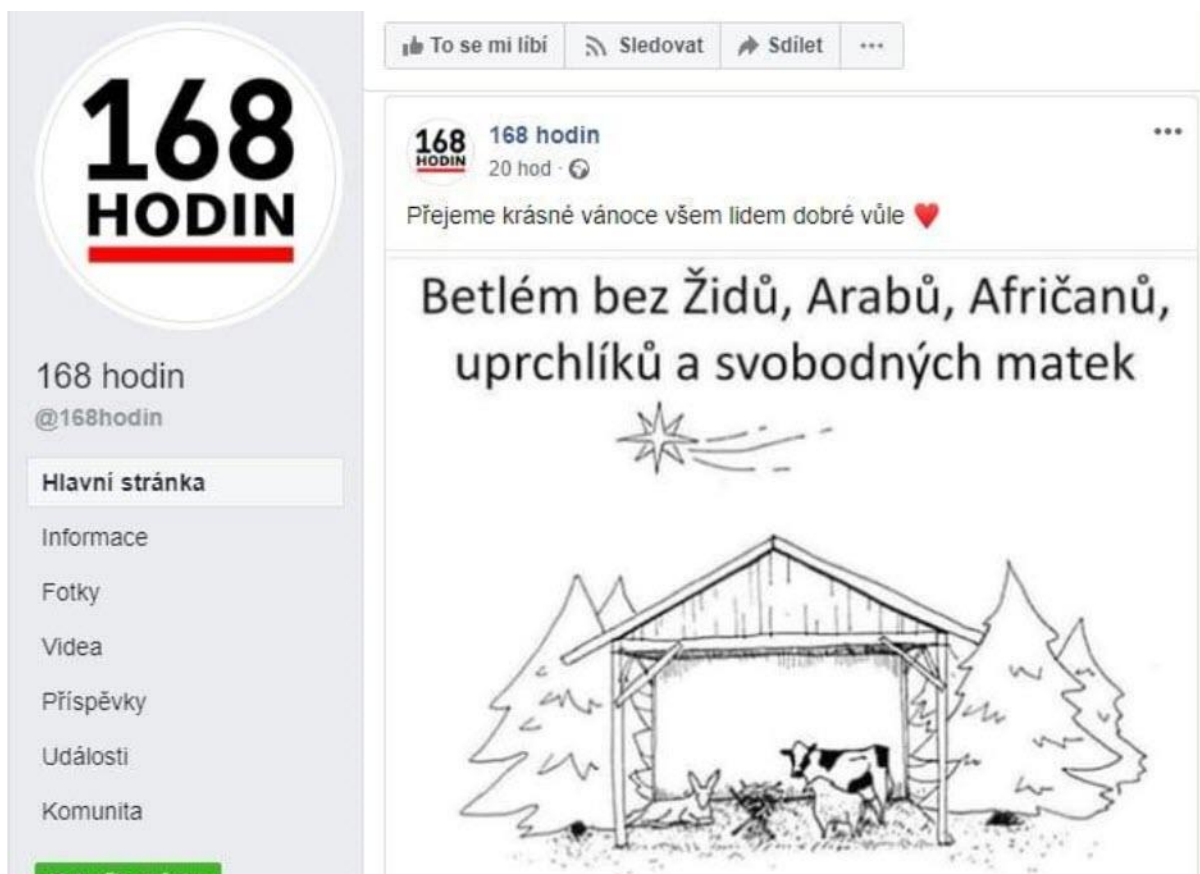 168
HODIN
168 hodin
@168hodin
Hlavní stránka
Informace
Fotky
Videa
Příspěvky
Události
Komunita
To se mi líbí
Sledovat
Sdílet
168
HODIN
168 hodin
20 hod
Přejeme krásné vánoce všem lidem dobré vůle
Betlém bez Židů, Arabů, Afričanů,
uprchlíků a svobodných matek